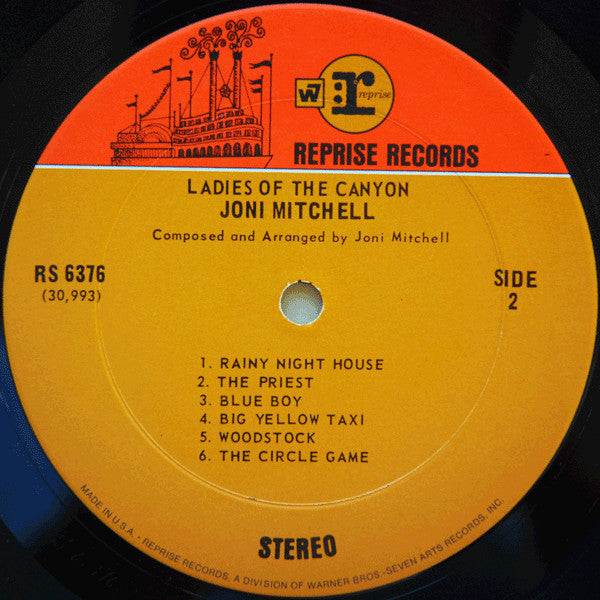 W7 r: reprise
REPRISE RECORDS
LADIES OF THE CANYON
JONI MITCHELL
Composed and Arranged by Joni Mitchell
RS 6376
(30,993)
SIDE
2
1. RAINY NIGHT HOUSE
2. THE PRIEST
3. BLUE BOY
4. BIG YELLOW TAXI
5. WOODSTOCK
6. THE CIRCLE GAME
STEREO
MADE IN U.S.A. - REPRISE RECORDS, A DIVISION OF WARNER BROS.-SEVEN ARTS RECORDS, INC.